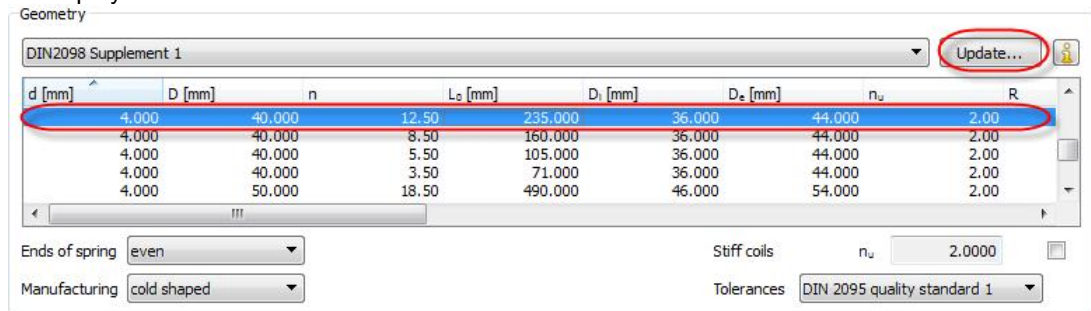 Geometry
DIN2098 Supplement 1 Update...
d [mm] D [mm] n L₀ [mm] Dᵢ [mm] Dₑ [mm] nᵤ R
4.000 40.000 12.50 235.000 36.000 44.000 2.00
4.000 40.000 8.50 160.000 36.000 44.000 2.00
4.000 40.000 5.50 105.000 36.000 44.000 2.00
4.000 40.000 3.50 71.000 36.000 44.000 2.00
4.000 50.000 18.50 490.000 46.000 54.000 2.00
Ends of spring even Stiff coils nᵤ 2.0000
Manufacturing cold shaped Tolerances DIN 2095 quality standard 1